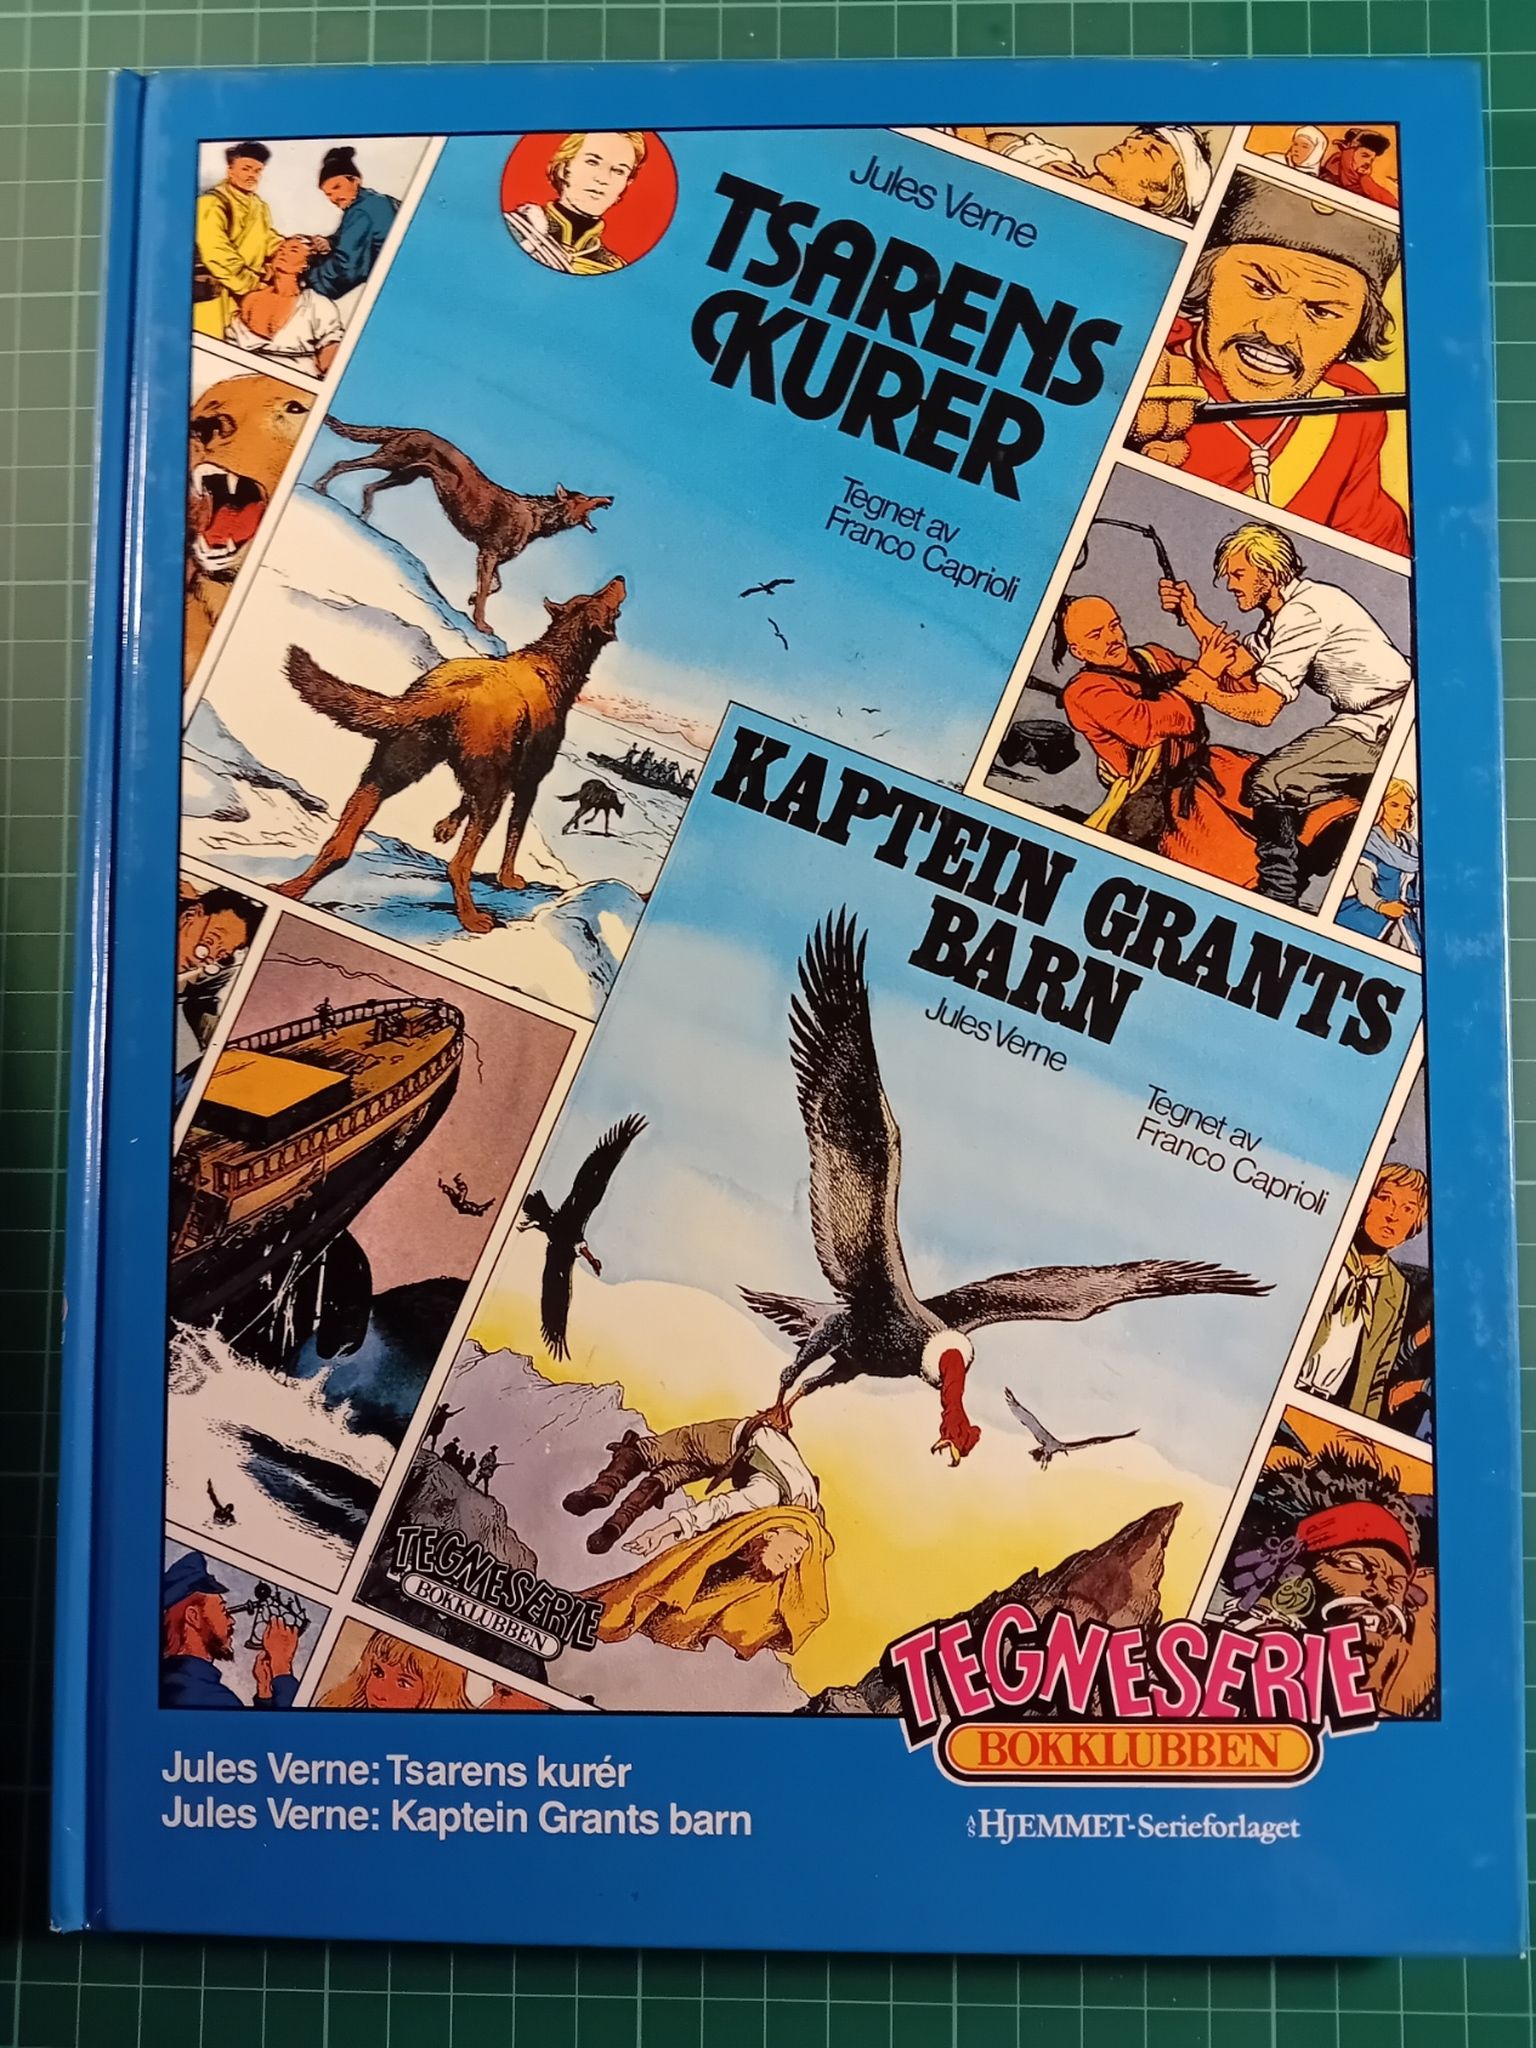 Jules Verne
TSARENS
KURER
Tegnet av
Franco Caprioli
KAPTEIN GRANTS
BARN
Jules Verne
Tegnet av
Franco Caprioli
TEGNESERIE
BOKKLUBBEN
TEGNESERIE
BOKKLUBBEN
Jules Verne: Tsarens kurér
Jules Verne: Kaptein Grants barn
A/S HJEMMET-Serieforlaget